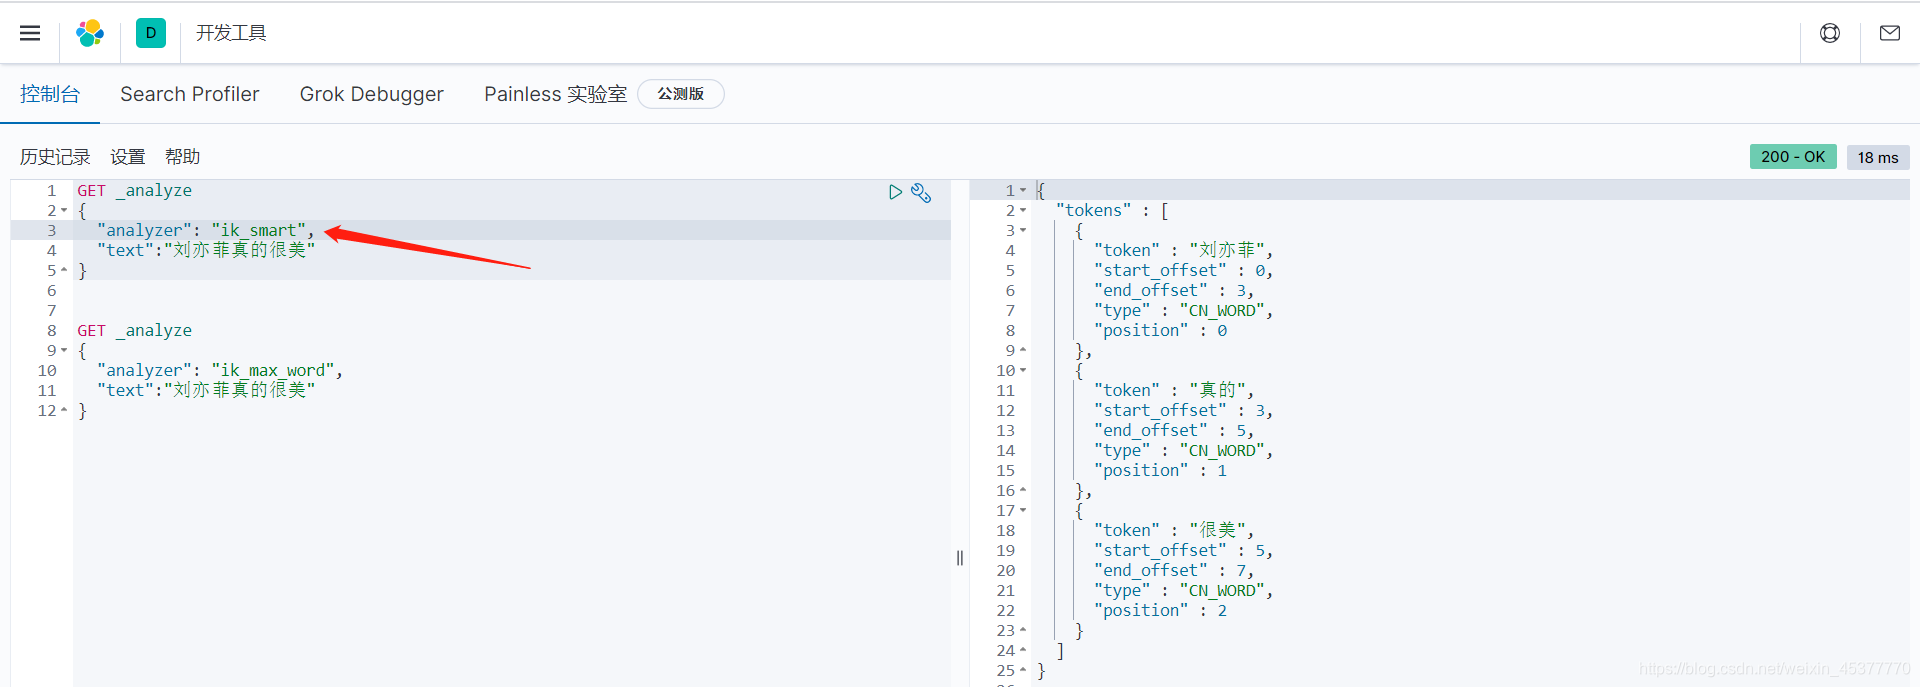 D 开发工具
控制台 Search Profiler Grok Debugger Painless 实验室 公测版
历史记录 设置 帮助
200 - OK 18 ms
1 GET _analyze
2 {
3 "analyzer": "ik_smart",
4 "text":"刘亦菲真的很美"
5 }
6
7
8 GET _analyze
9 {
10 "analyzer": "ik_max_word",
11 "text":"刘亦菲真的很美"
12 }
1 {
2 "tokens" : [
3 {
4 "token" : "刘亦菲",
5 "start_offset" : 0,
6 "end_offset" : 3,
7 "type" : "CN_WORD",
8 "position" : 0
9 },
10 {
11 "token" : "真的",
12 "start_offset" : 3,
13 "end_offset" : 5,
14 "type" : "CN_WORD",
15 "position" : 1
16 },
17 {
18 "token" : "很美",
19 "start_offset" : 5,
20 "end_offset" : 7,
21 "type" : "CN_WORD",
22 "position" : 2
23 }
24 ]
25 }
https://blog.csdn.net/weixin_45377770